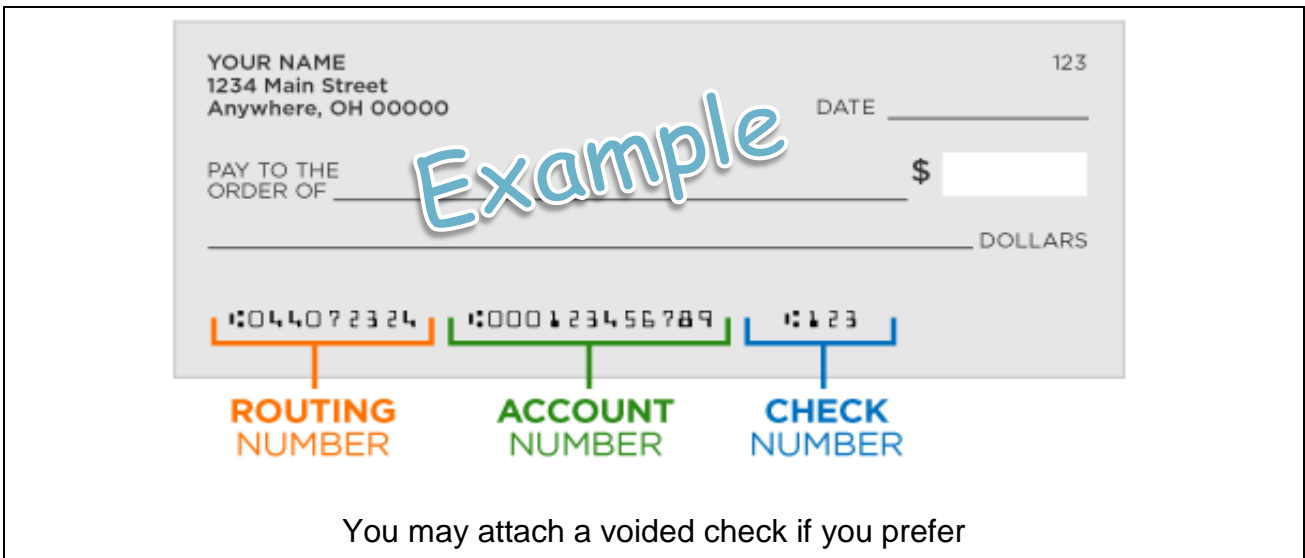 YOUR NAME
123
1234 Main Street
Anywhere, OH 00000
DATE
Example
PAY TO THE
ORDER OF
$
DOLLARS
⑆044072324
⑆000123456789
⑆123
ROUTING
NUMBER
ACCOUNT
NUMBER
CHECK
NUMBER
You may attach a voided check if you prefer